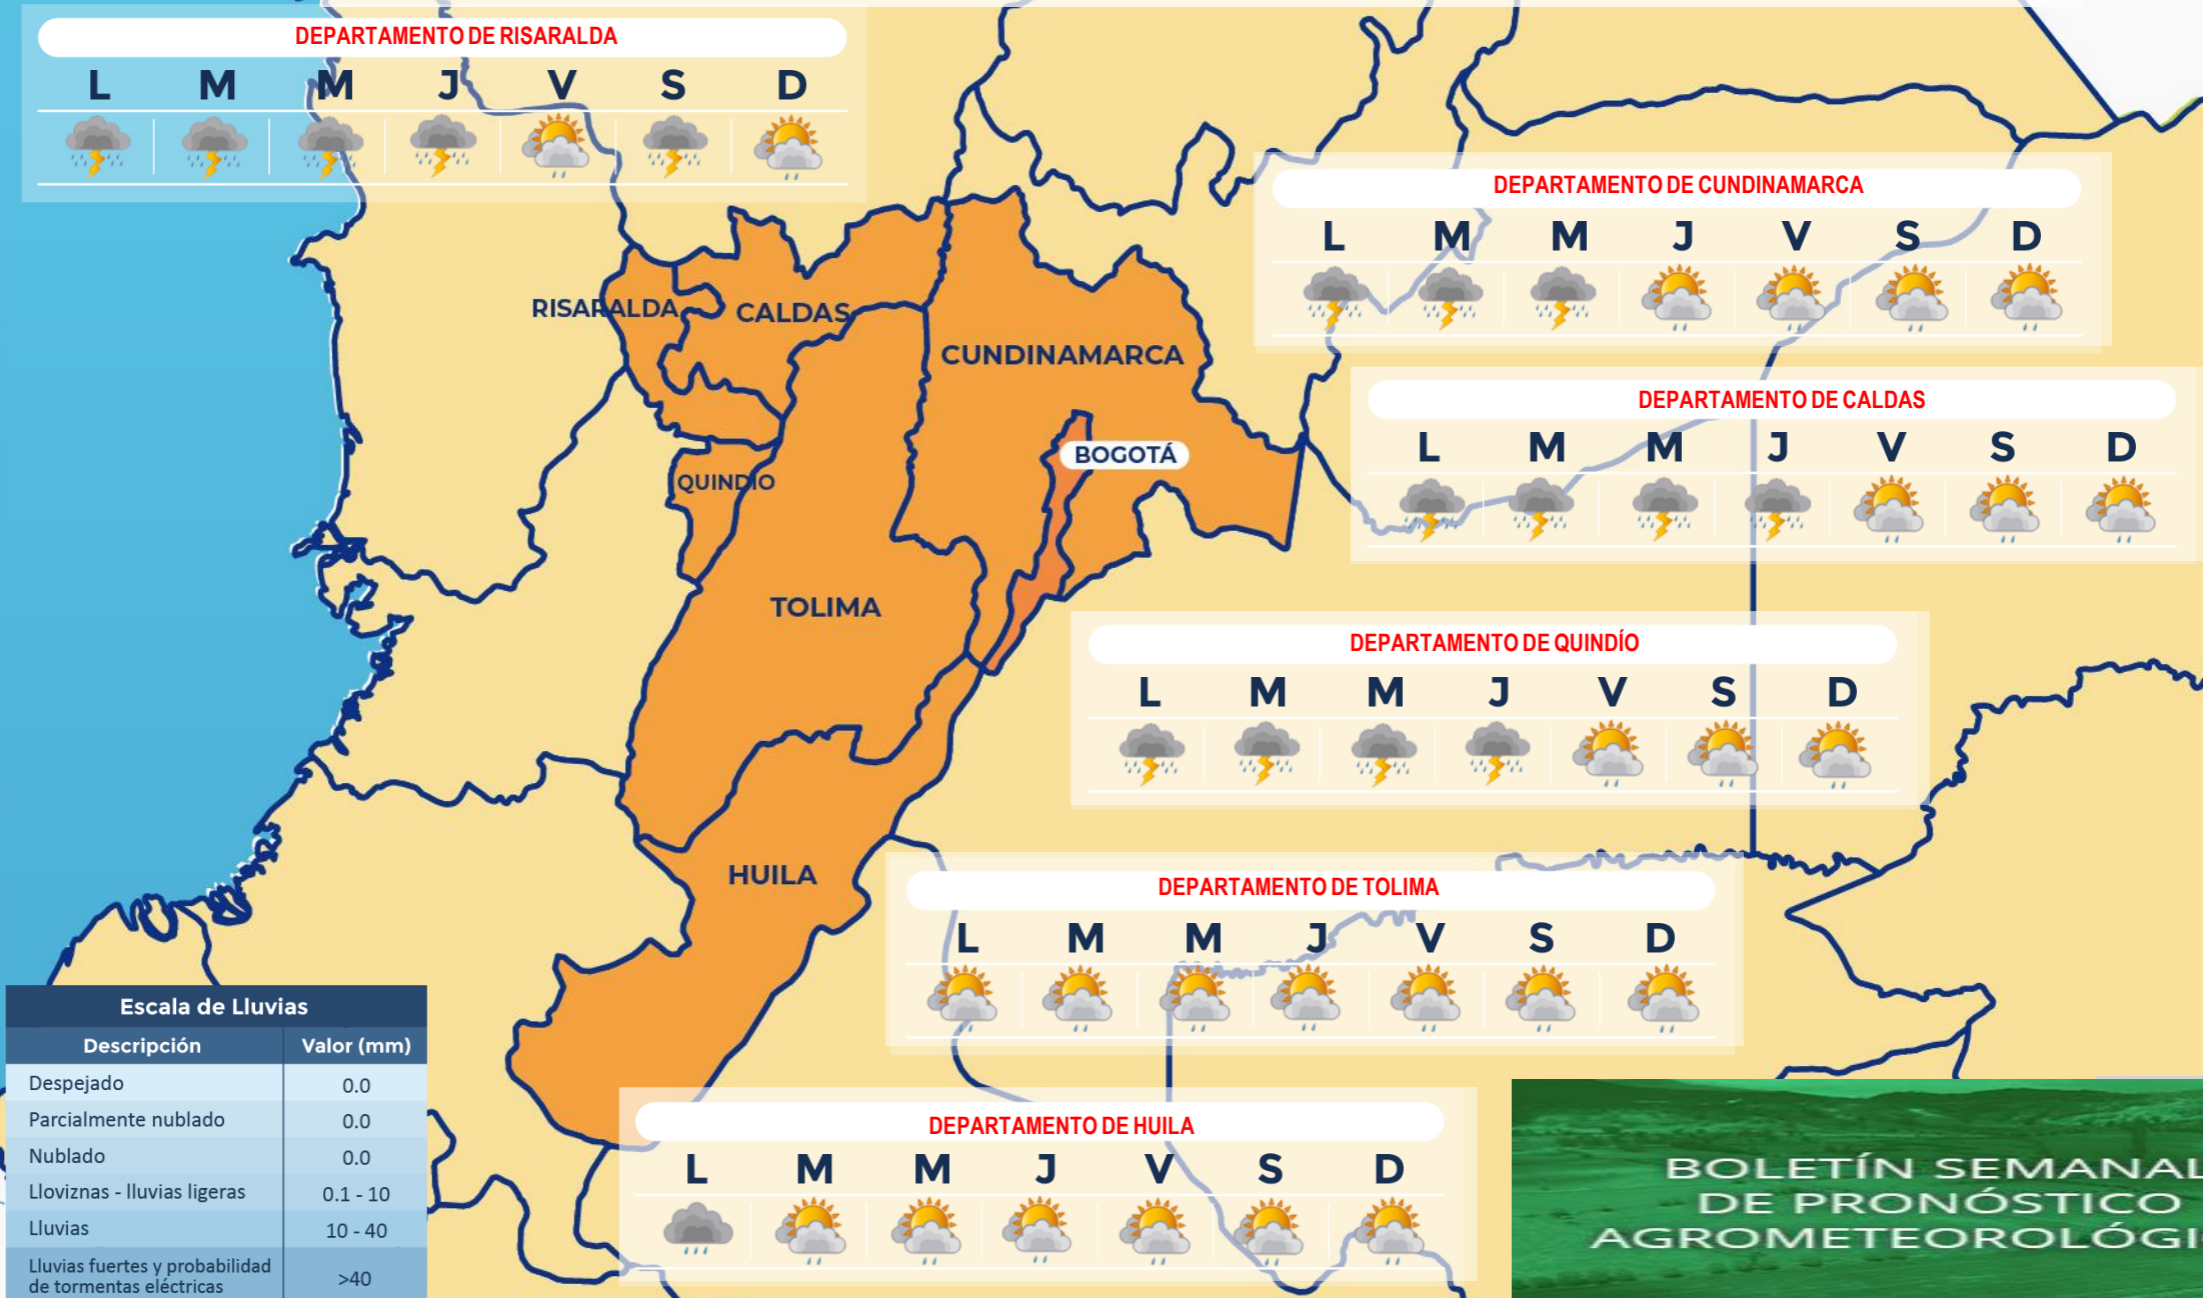 DEPARTAMENTO DE RISARALDA
L M M J V S D
DEPARTAMENTO DE CUNDINAMARCA
L M M J V S D
RISARALDA
CALDAS
CUNDINAMARCA
DEPARTAMENTO DE CALDAS
L M M J V S D
BOGOTÁ
QUINDIO
TOLIMA
DEPARTAMENTO DE QUINDÍO
L M M J V S D
HUILA
DEPARTAMENTO DE TOLIMA
L M M J V S D
Escala de Lluvias
Descripción Valor (mm)
Despejado 0.0
Parcialmente nublado 0.0
Nublado 0.0
Lloviznas - lluvias ligeras 0.1 - 10
Lluvias 10 - 40
Lluvias fuertes y probabilidad
de tormentas eléctricas >40
DEPARTAMENTO DE HUILA
L M M J V S D
BOLETÍN SEMANAL
DE PRONÓSTICO